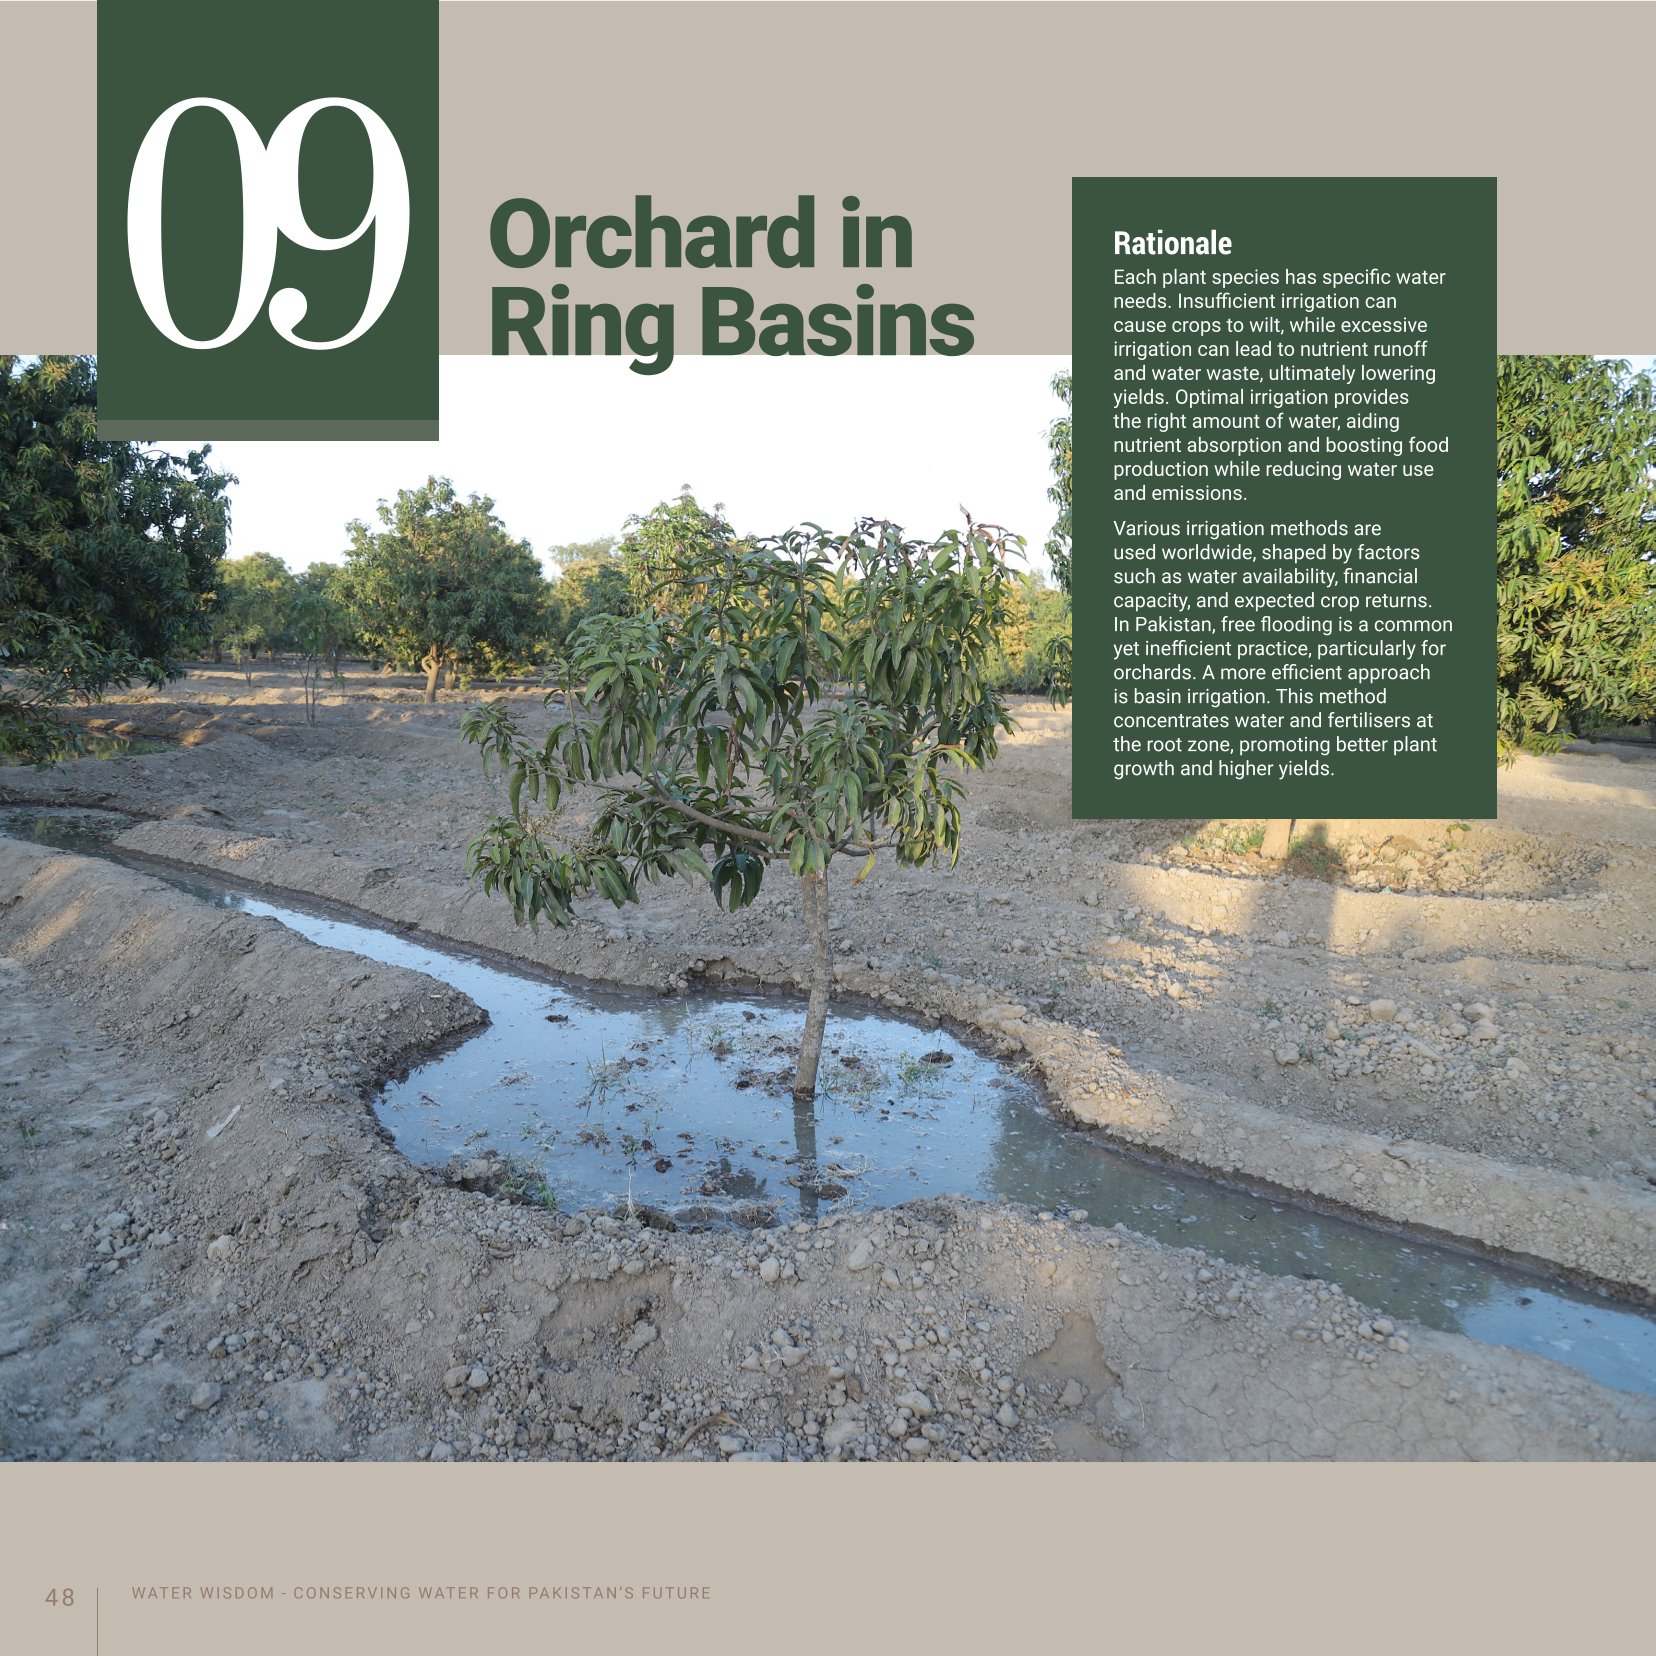 09
Orchard in
Ring Basins
Rationale
Each plant species has specific water
needs. Insufficient irrigation can
cause crops to wilt, while excessive
irrigation can lead to nutrient runoff
and water waste, ultimately lowering
yields. Optimal irrigation provides
the right amount of water, aiding
nutrient absorption and boosting food
production while reducing water use
and emissions.
Various irrigation methods are
used worldwide, shaped by factors
such as water availability, financial
capacity, and expected crop returns.
In Pakistan, free flooding is a common
yet inefficient practice, particularly for
orchards. A more efficient approach
is basin irrigation. This method
concentrates water and fertilisers at
the root zone, promoting better plant
growth and higher yields.
48
WATER WISDOM - CONSERVING WATER FOR PAKISTAN’S FUTURE